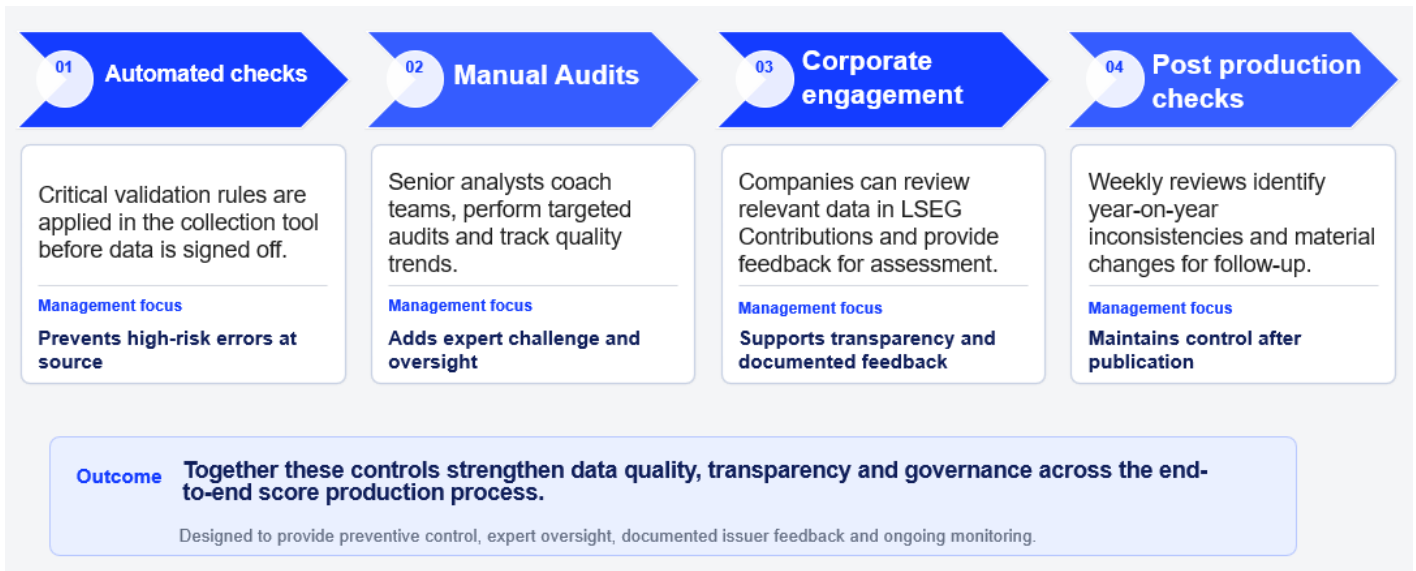 01
Automated checks
02
Manual Audits
03
Corporate
engagement
04
Post production
checks
Critical validation rules are
applied in the collection tool
before data is signed off.
Management focus
Prevents high-risk errors at
source
Senior analysts coach
teams, perform targeted
audits and track quality
trends.
Management focus
Adds expert challenge and
oversight
Companies can review
relevant data in LSEG
Contributions and provide
feedback for assessment.
Management focus
Supports transparency and
documented feedback
Weekly reviews identify
year-on-year
inconsistencies and material
changes for follow-up.
Management focus
Maintains control after
publication
Outcome
Together these controls strengthen data quality, transparency and governance across the end-
to-end score production process.
Designed to provide preventive control, expert oversight, documented issuer feedback and ongoing monitoring.